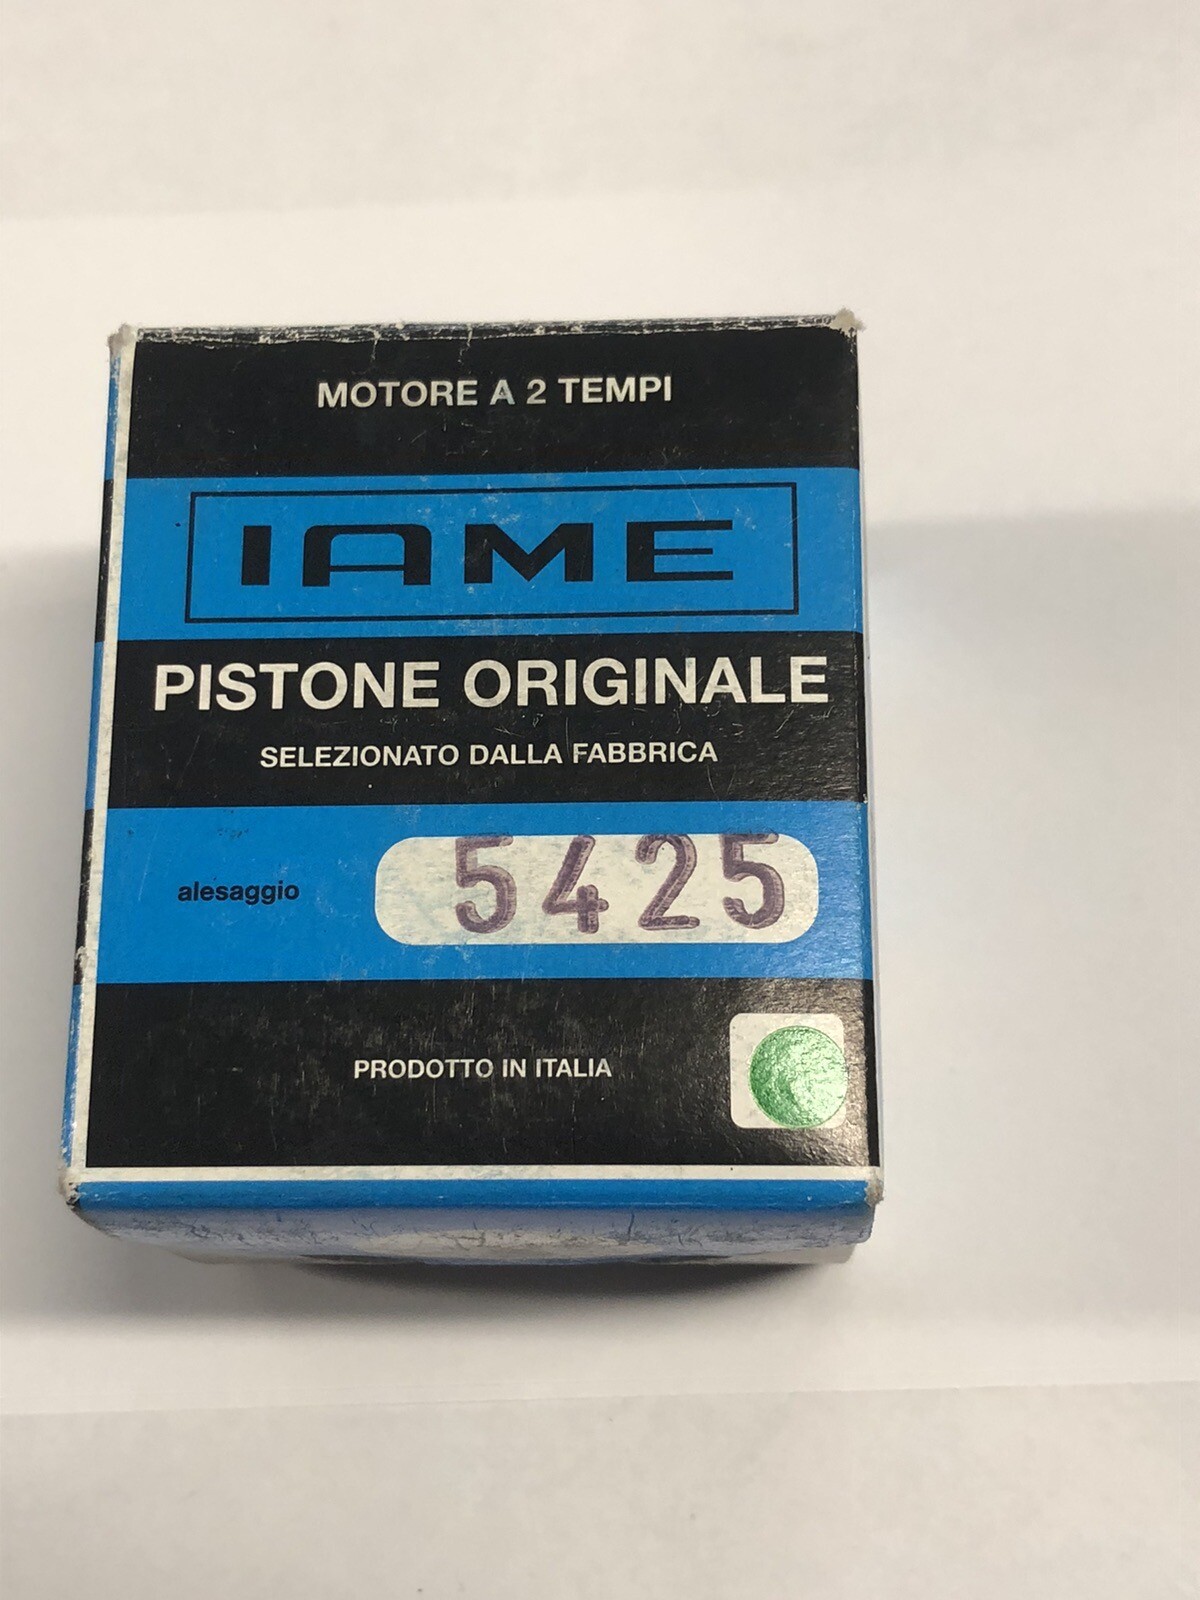 MOTORE A 2 TEMPI
IAME
PISTONE ORIGINALE
SELEZIONATO DALLA FABBRICA
alesaggio 5425
PRODOTTO IN ITALIA